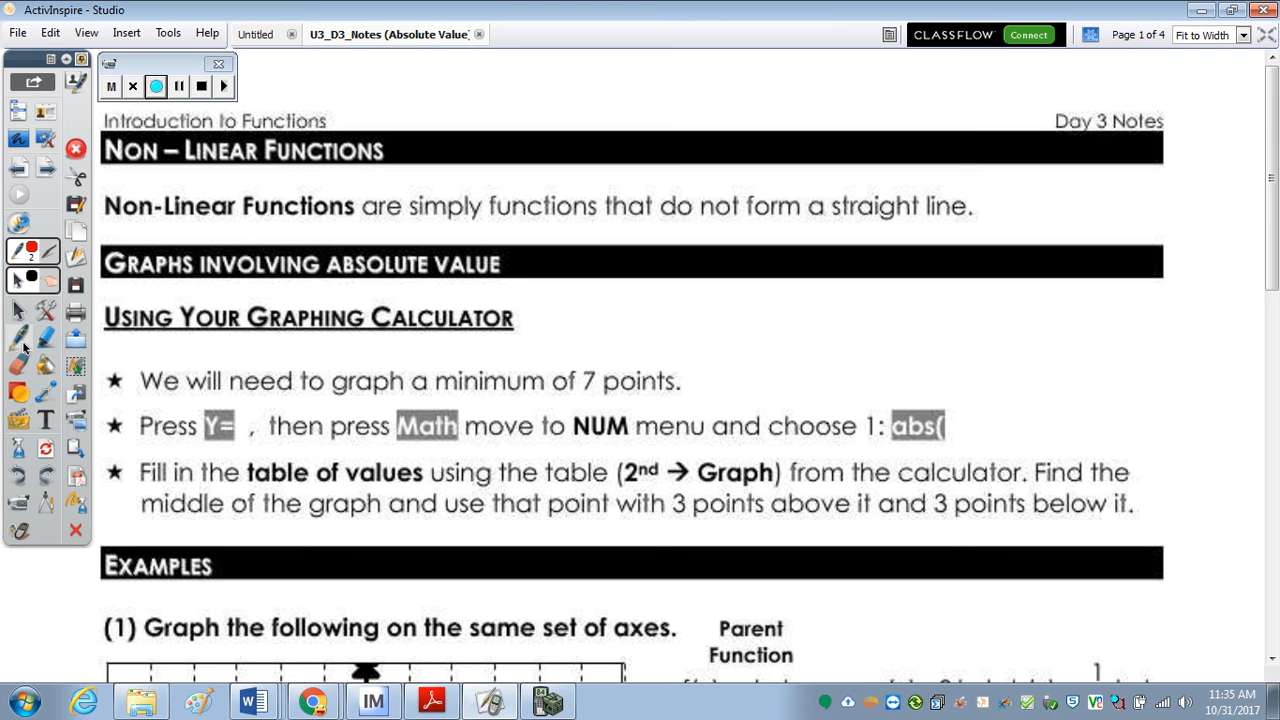 ActivInspire - Studio
File Edit View Insert Tools Help Untitled U3_D3_Notes (Absolute Value) CLASSFLOW Connect Page 1 of 4 Fit to Width
M
2
Introduction to Functions Day 3 Notes
NON – LINEAR FUNCTIONS
Non-Linear Functions are simply functions that do not form a straight line.
GRAPHS INVOLVING ABSOLUTE VALUE
USING YOUR GRAPHING CALCULATOR
★ We will need to graph a minimum of 7 points.
★ Press Y= , then press Math move to NUM menu and choose 1: abs(
★ Fill in the table of values using the table (2nd → Graph) from the calculator. Find the
middle of the graph and use that point with 3 points above it and 3 points below it.
EXAMPLES
(1) Graph the following on the same set of axes. Parent
Function
1
IM
11:35 AM
10/31/2017